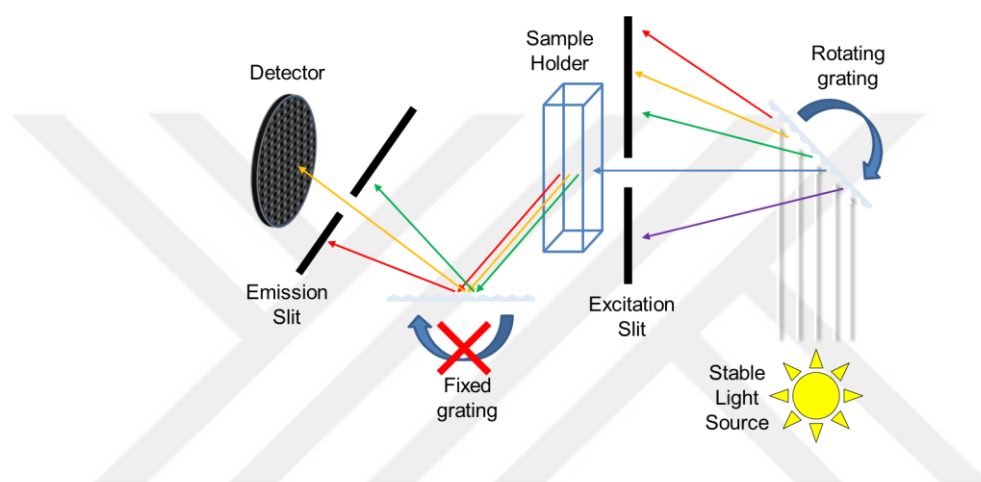 Detector
Sample
Holder
Rotating
grating
Emission
Slit
Excitation
Slit
Fixed
grating
Stable
Light
Source